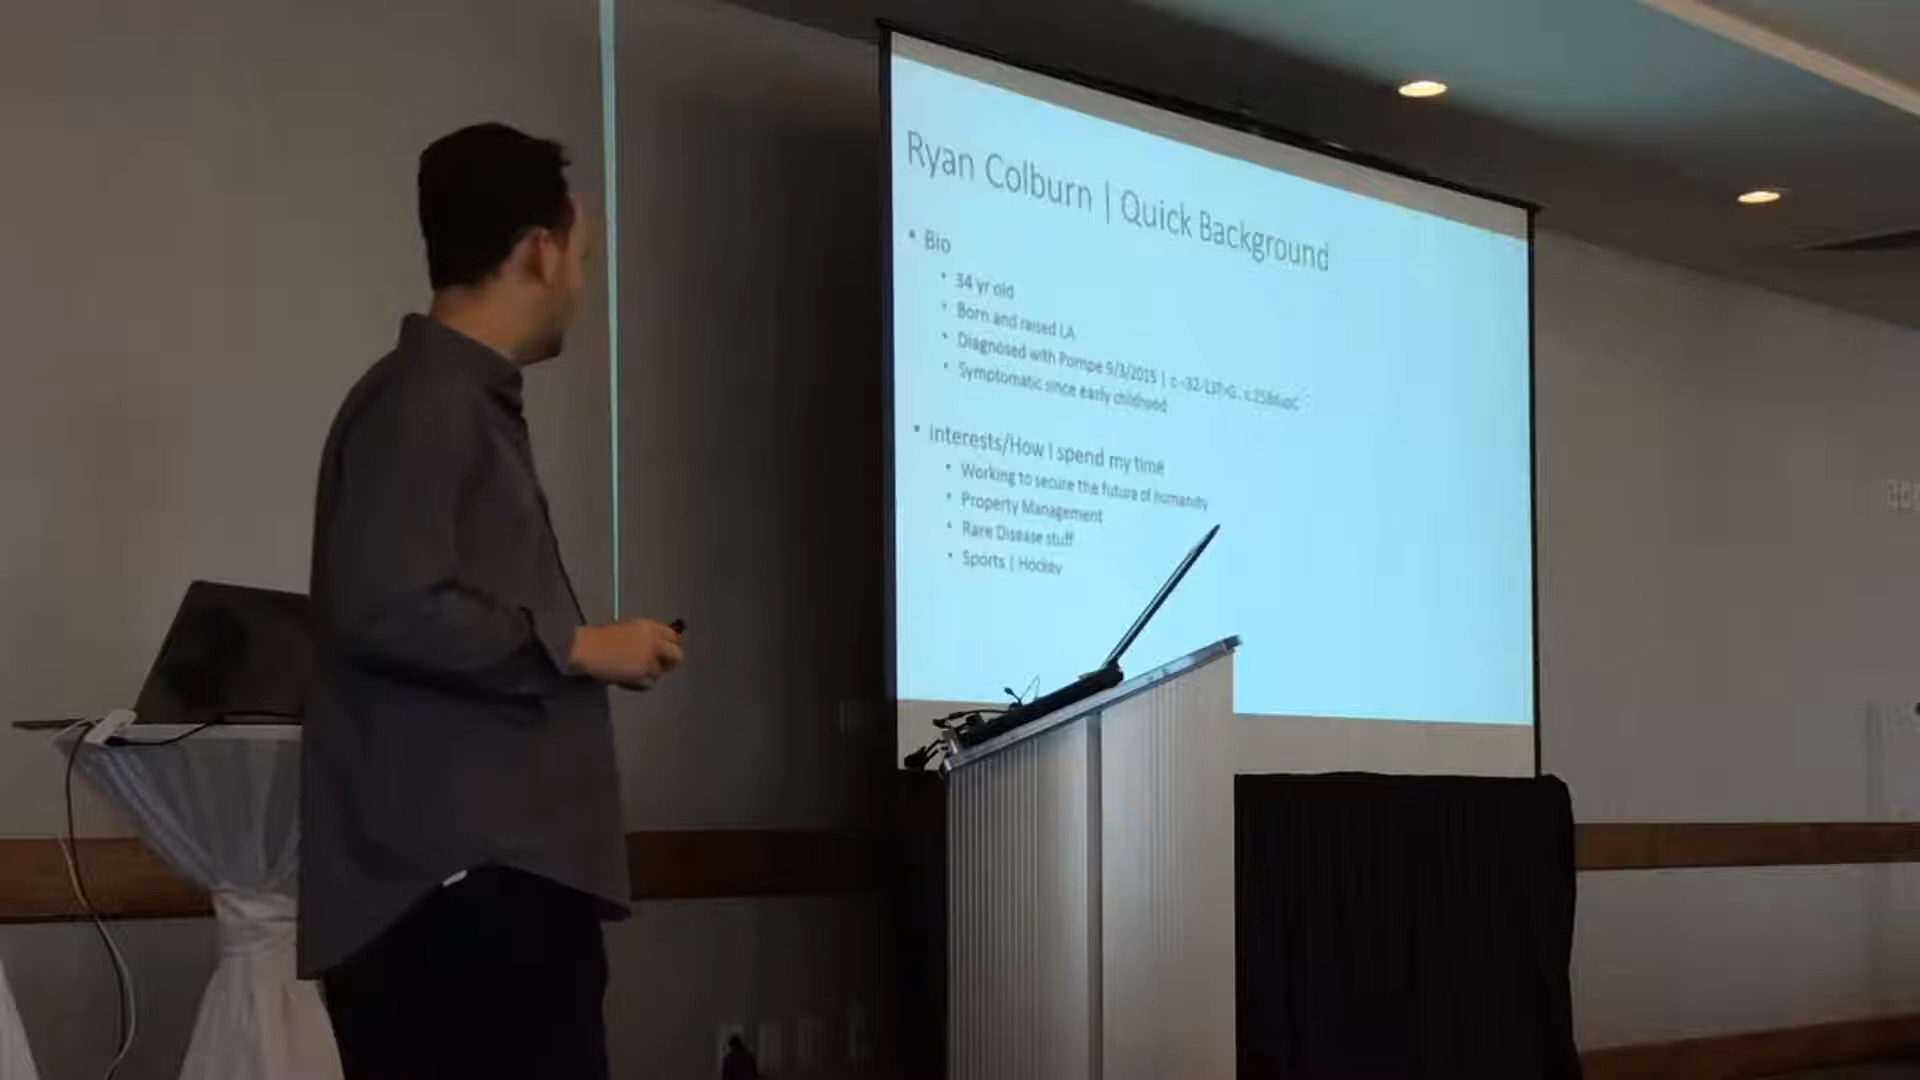 Ryan Colburn | Quick Background
• Bio
• 34 yr old
• Born and raised LA
• Diagnosed with Pompe 9/3/2015 | c.-32-13T>G,
• Symptomatic since early childhood
• Interests/How I spend my time
• Working to secure the future of humanity
• Property Management
• Rare Disease stuff
• Sports | Hockey